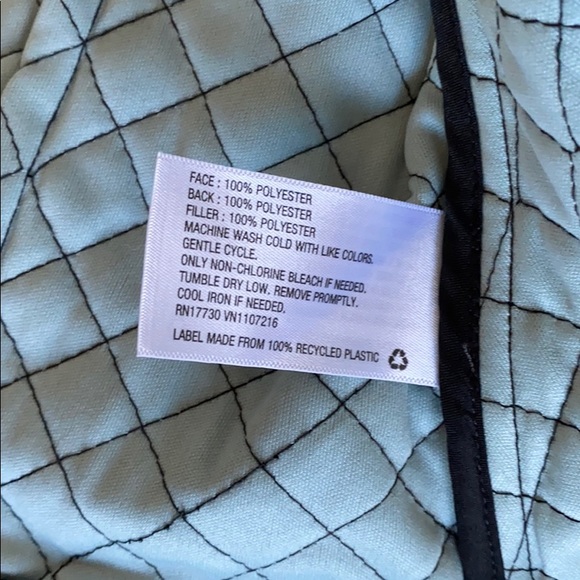 FACE : 100% POLYESTER
BACK : 100% POLYESTER
FILLER : 100% POLYESTER
MACHINE WASH COLD WITH LIKE COLORS.
GENTLE CYCLE.
ONLY NON-CHLORINE BLEACH IF NEEDED.
TUMBLE DRY LOW. REMOVE PROMPTLY.
COOL IRON IF NEEDED.
RN17730 VN1107216
LABEL MADE FROM 100% RECYCLED PLASTIC